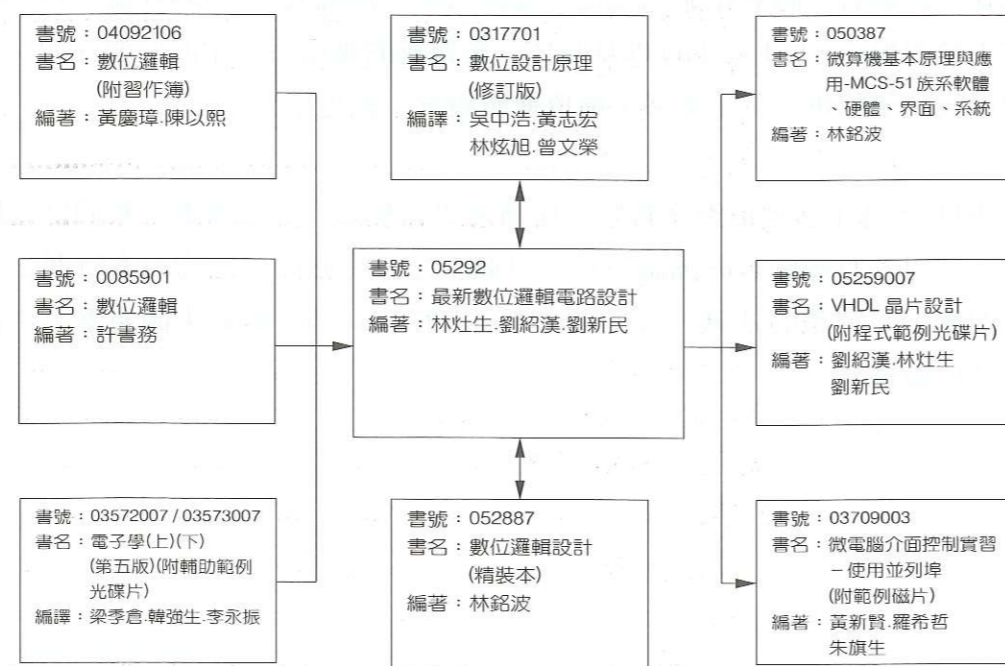 書號：04092106
書名：數位邏輯
(附習作簿)
編著：黃慶璋.陳以熙
書號：0085901
書名：數位邏輯
編著：許書務
書號：03572007 / 03573007
書名：電子學(上)(下)
(第五版)(附輔助範例
光碟片)
編譯：梁季倉.韓強生.李永振
書號：0317701
書名：數位設計原理
(修訂版)
編譯：吳中浩.黃志宏
林炫旭.曾文榮
書號：05292
書名：最新數位邏輯電路設計
編著：林灶生.劉紹漢.劉新民
書號：052887
書名：數位邏輯設計
(精裝本)
編著：林銘波
書號：050387
書名：微算機基本原理與應
用-MCS-51族系軟體
、硬體、界面、系統
編著：林銘波
書號：05259007
書名：VHDL 晶片設計
(附程式範例光碟片)
編著：劉紹漢.林灶生
劉新民
書號：03709003
書名：微電腦介面控制實習
－使用並列埠
(附範例磁片)
編著：黃新賢.羅希哲
朱旗生